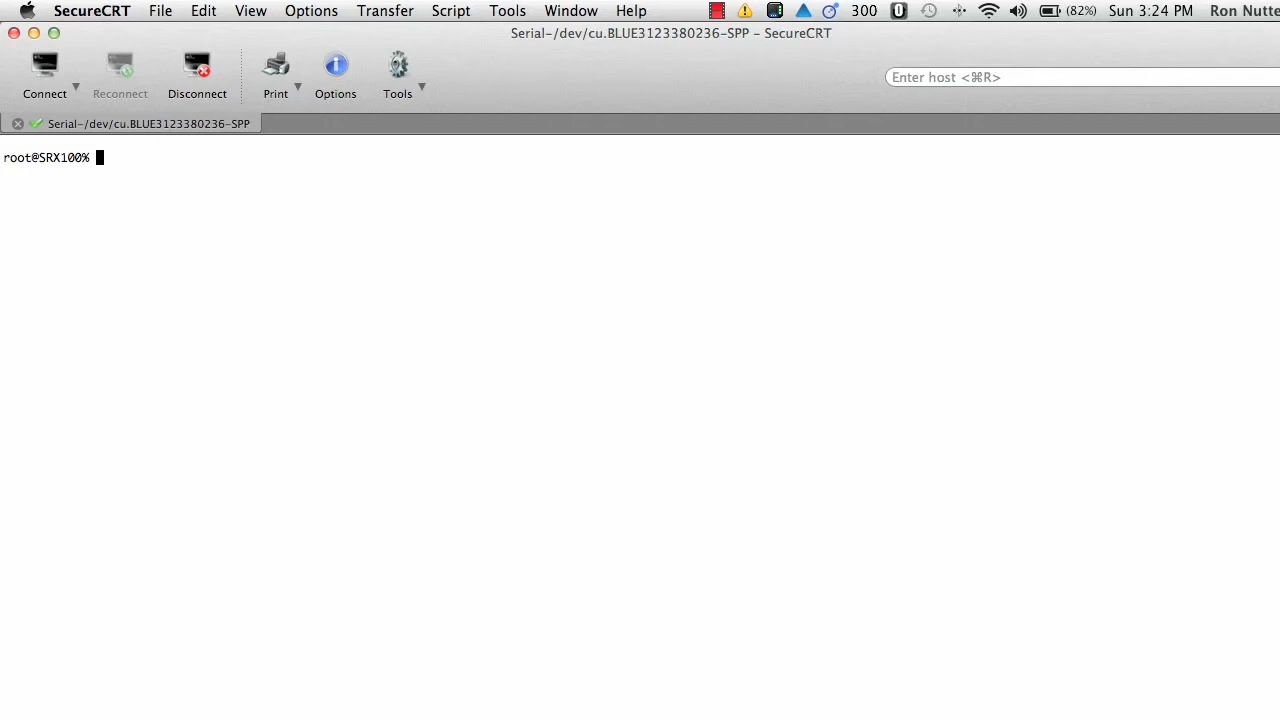 SecureCRT File Edit View Options Transfer Script Tools Window Help 300 (82%) Sun 3:24 PM Ron Nutte
Serial-/dev/cu.BLUE3123380236-SPP – SecureCRT
Connect Reconnect Disconnect Print Options Tools Enter host <⌘R>
Serial-/dev/cu.BLUE3123380236-SPP
root@SRX100%